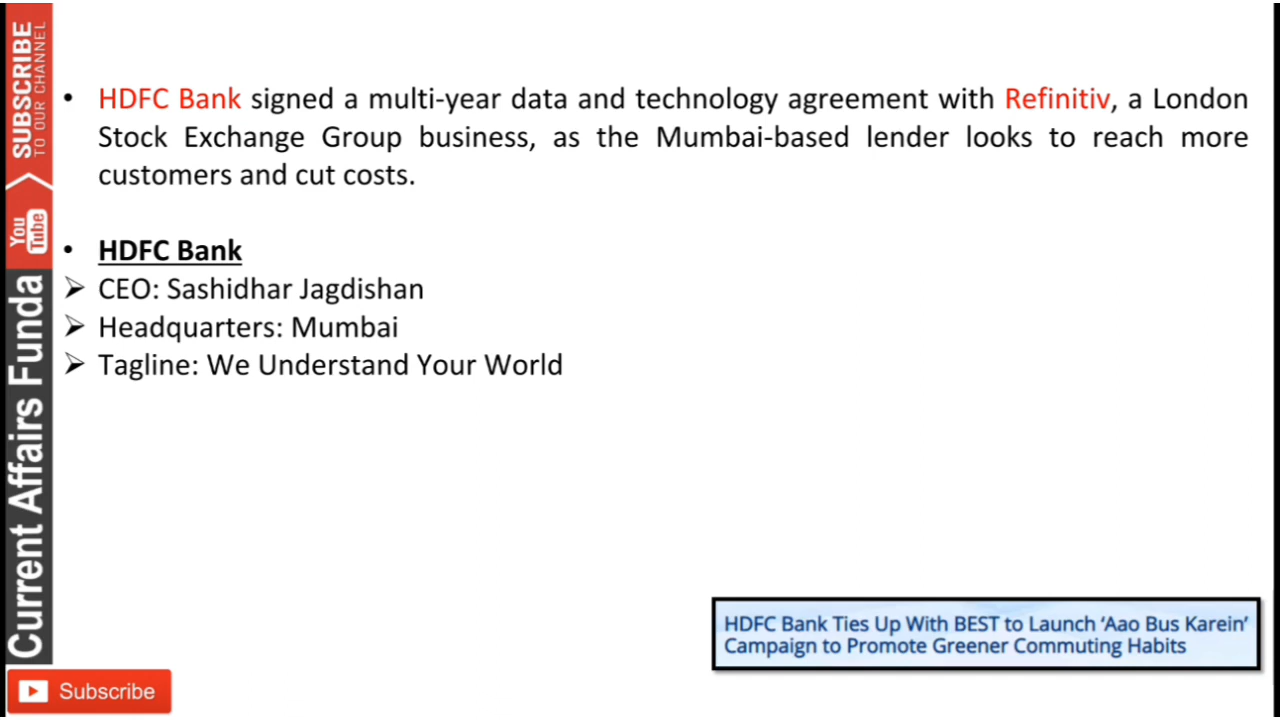 • HDFC Bank signed a multi-year data and technology agreement with Refinitiv, a London
Stock Exchange Group business, as the Mumbai-based lender looks to reach more
customers and cut costs.
• HDFC Bank
➢ CEO: Sashidhar Jagdishan
➢ Headquarters: Mumbai
➢ Tagline: We Understand Your World
HDFC Bank Ties Up With BEST to Launch ‘Aao Bus Karein’
Campaign to Promote Greener Commuting Habits
SUBSCRIBE
TO OUR CHANNEL
You
Tube
Current Affairs Funda
Subscribe